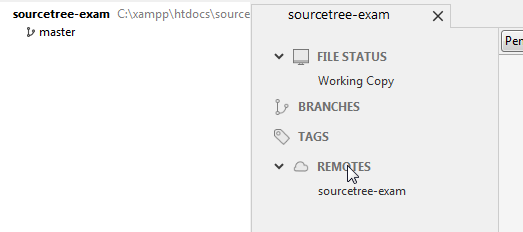 sourcetree-exam C:\xampp\htdocs\source
master
sourcetree-exam
FILE STATUS
Working Copy
BRANCHES
TAGS
REMOTES
sourcetree-exam
Per